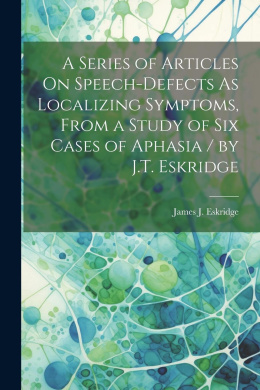 A Series of Articles
On Speech-Defects As
Localizing Symptoms,
From a Study of Six
Cases of Aphasia / by
J.T. Eskridge
James J. Eskridge